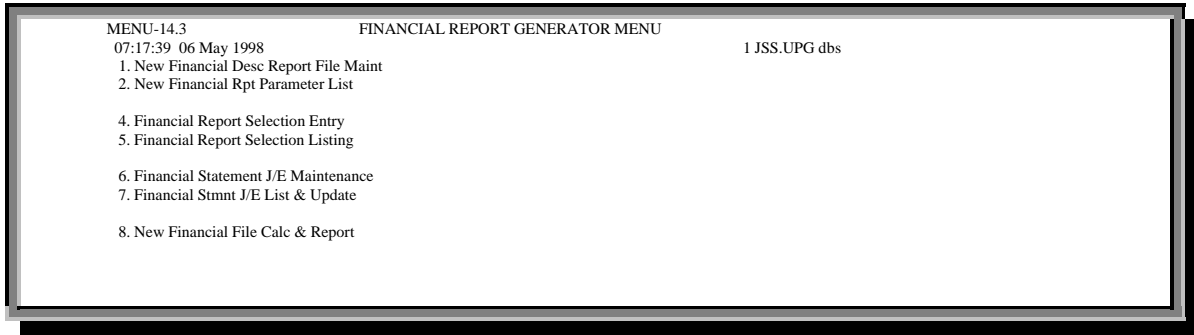 MENU-14.3 FINANCIAL REPORT GENERATOR MENU
07:17:39 06 May 1998 1 JSS.UPG dbs
1. New Financial Desc Report File Maint
2. New Financial Rpt Parameter List
4. Financial Report Selection Entry
5. Financial Report Selection Listing
6. Financial Statement J/E Maintenance
7. Financial Stmnt J/E List & Update
8. New Financial File Calc & Report